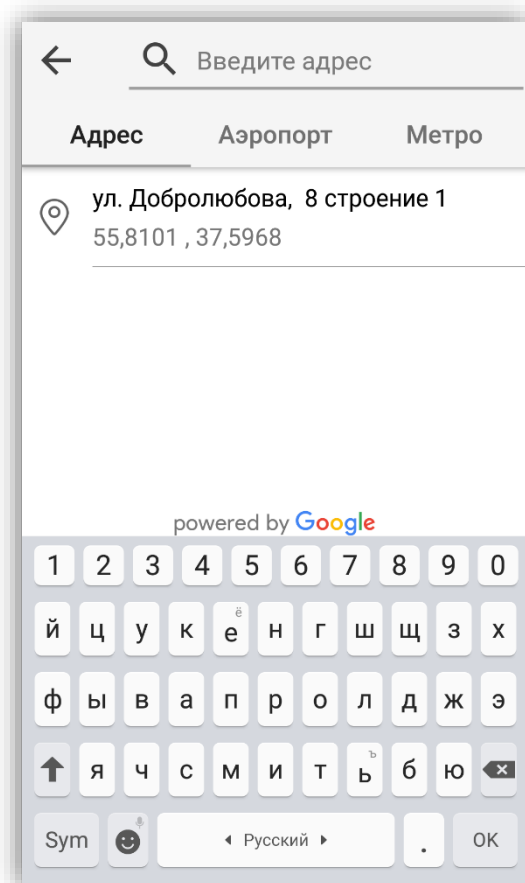 Введите адрес
Адрес Аэропорт Метро
ул. Добролюбова, 8 строение 1
55,8101 , 37,5968
powered by Google
1 2 3 4 5 6 7 8 9 0
ё
й ц у к е н г ш щ з х
ф ы в а п р о л д ж э
ъ
я ч с м и т ь б ю
Sym Русский . OK